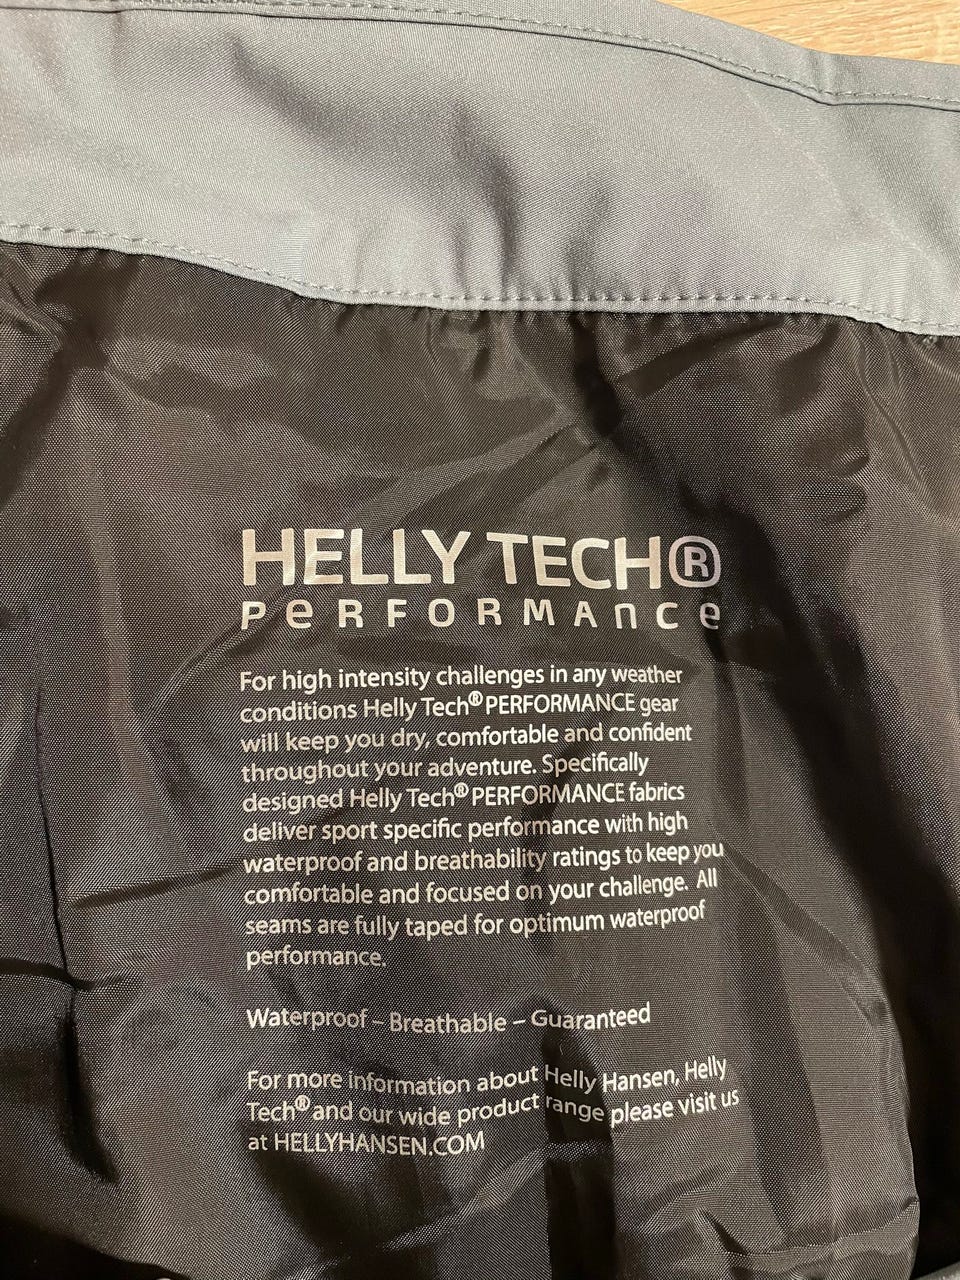 HELLY TECH®
PeRFORMAnce
For high intensity challenges in any weather
conditions Helly Tech® PERFORMANCE gear
will keep you dry, comfortable and confident
throughout your adventure. Specifically
designed Helly Tech® PERFORMANCE fabrics
deliver sport specific performance with high
waterproof and breathability ratings to keep you
comfortable and focused on your challenge. All
seams are fully taped for optimum waterproof
performance.
Waterproof – Breathable – Guaranteed
For more information about Helly Hansen, Helly
Tech® and our wide product range please visit us
at HELLYHANSEN.COM